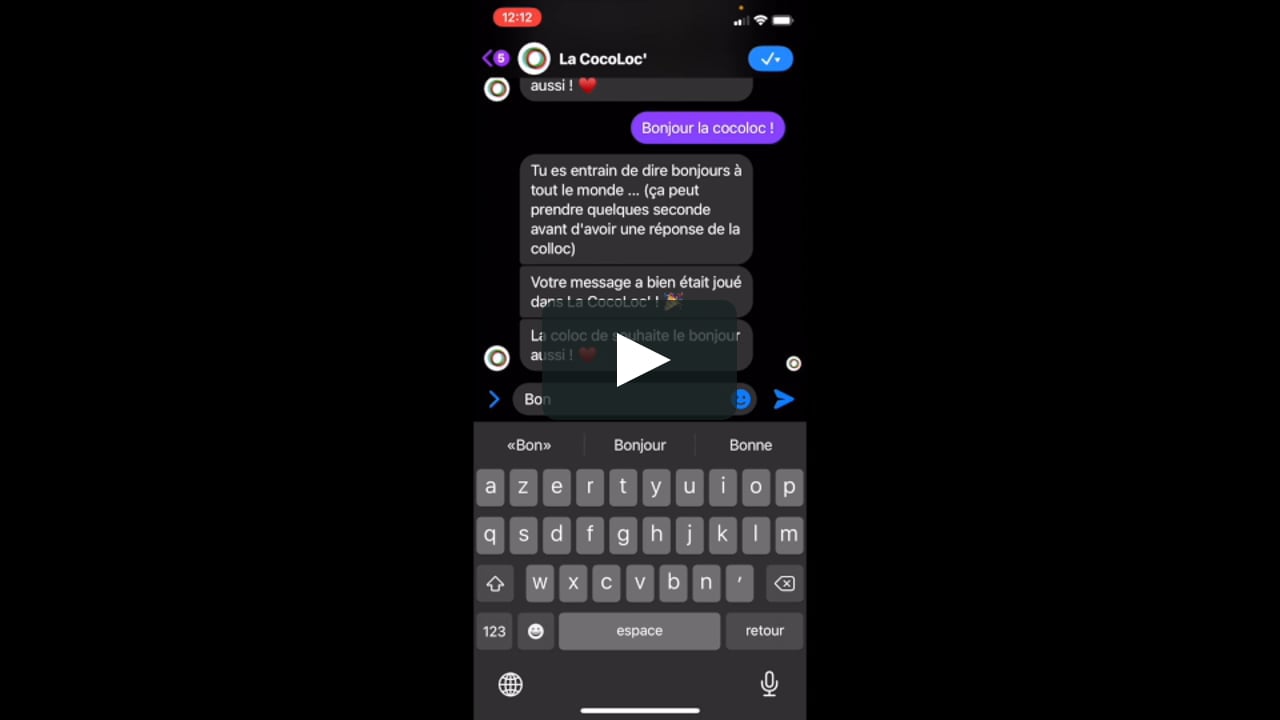 12:12
5
La CocoLoc'
aussi ! ❤️
Bonjour la cocoloc !
Tu es entrain de dire bonjours à
tout le monde ... (ça peut
prendre quelques seconde
avant d'avoir une réponse de la
colloc)
Votre message a bien était joué
dans La CocoLoc' ! 🎉
La coloc de souhaite le bonjour
aussi ! ❤️
Bon
«Bon» Bonjour Bonne
a z e r t y u i o p
q s d f g h j k l m
w x c v b n ’
123 espace retour